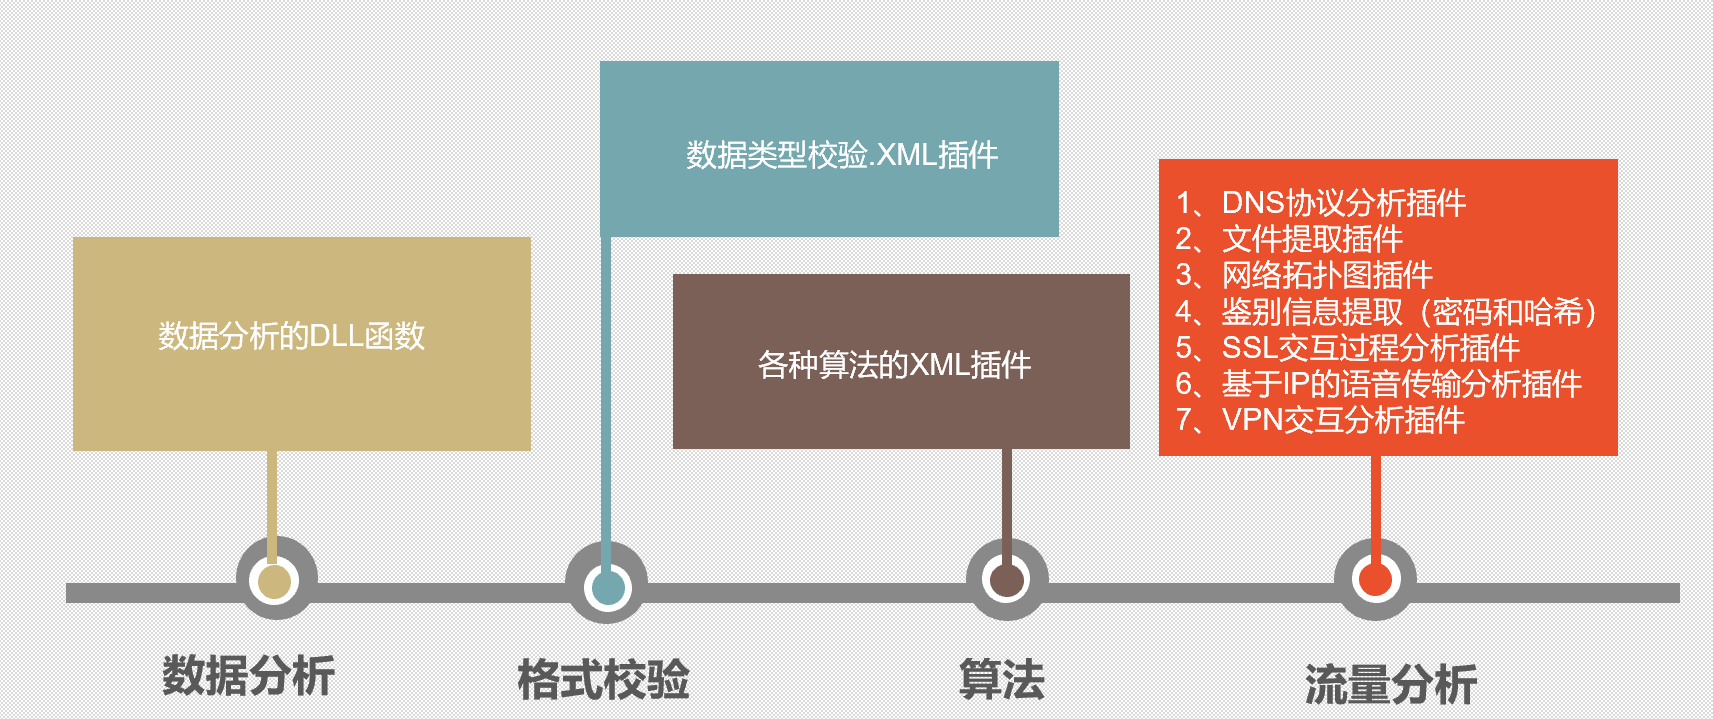 数据类型校验.XML插件
数据分析的DLL函数
各种算法的XML插件
1、DNS协议分析插件
2、文件提取插件
3、网络拓扑图插件
4、鉴别信息提取（密码和哈希）
5、SSL交互过程分析插件
6、基于IP的语音传输分析插件
7、VPN交互分析插件
数据分析
格式校验
算法
流量分析